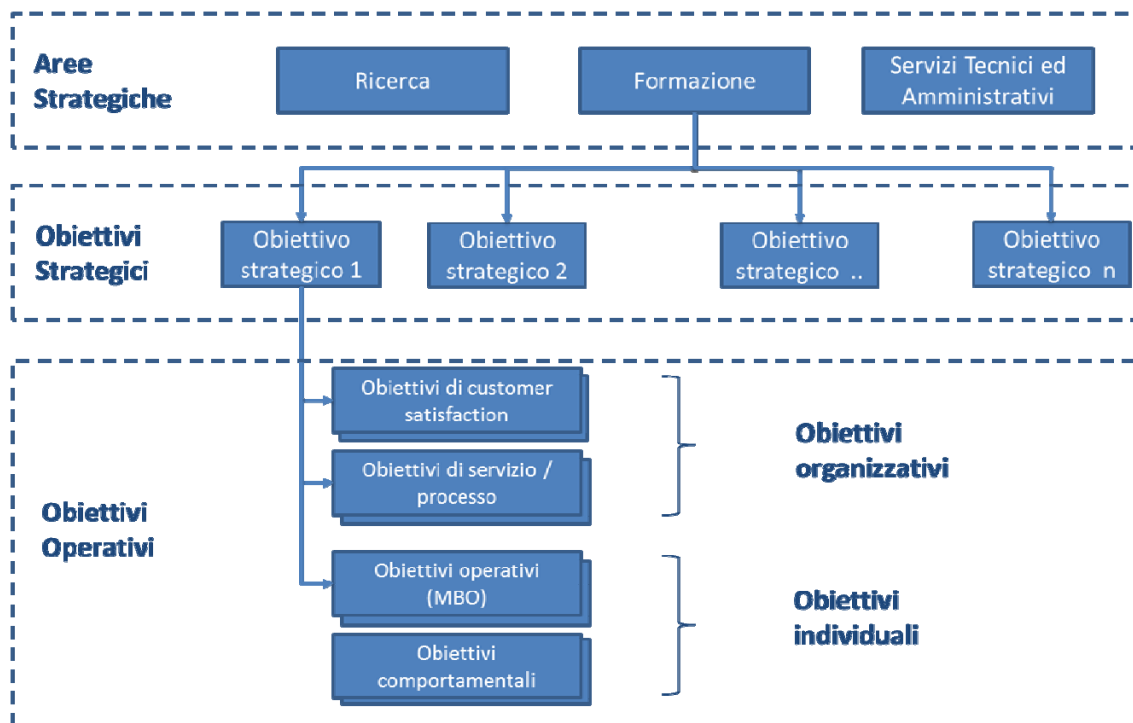 Aree
Strategiche
Ricerca
Formazione
Servizi Tecnici ed
Amministrativi
Obiettivi
Strategici
Obiettivo
strategico 1
Obiettivo
strategico 2
Obiettivo
strategico ..
Obiettivo
strategico n
Obiettivi
Operativi
Obiettivi di customer
satisfaction
Obiettivi di servizio /
processo
Obiettivi
organizzativi
Obiettivi operativi
(MBO)
Obiettivi
comportamentali
Obiettivi
individuali